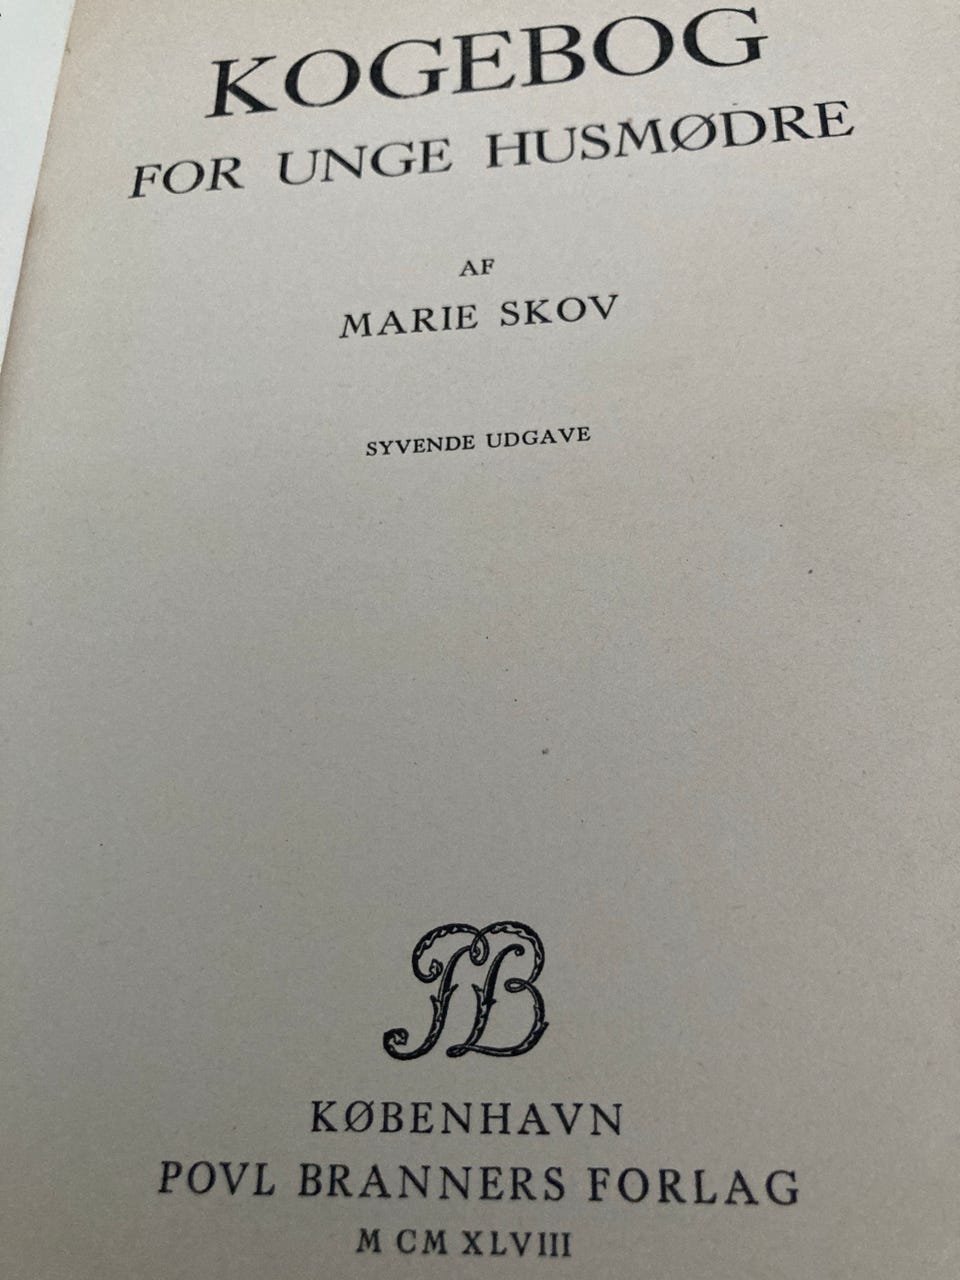 KOGEBOG
FOR UNGE HUSMØDRE
AF
MARIE SKOV
SYVENDE UDGAVE
PB
KØBENHAVN
POVL BRANNERS FORLAG
M CM XLVIII